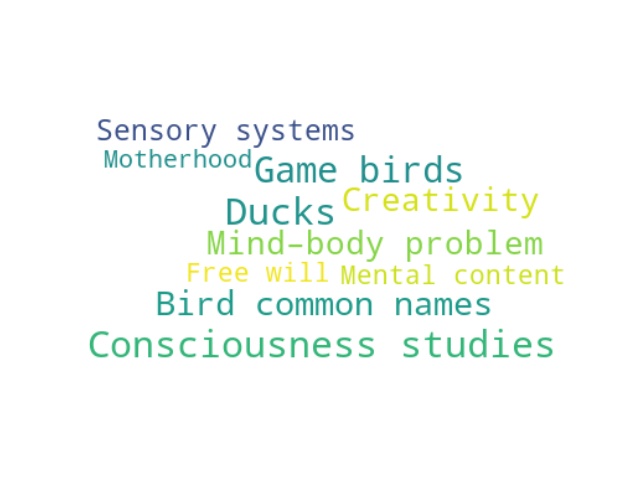 Sensory systems
Motherhood
Game birds
Creativity
Ducks
Mind–body problem
Free will
Mental content
Bird common names
Consciousness studies